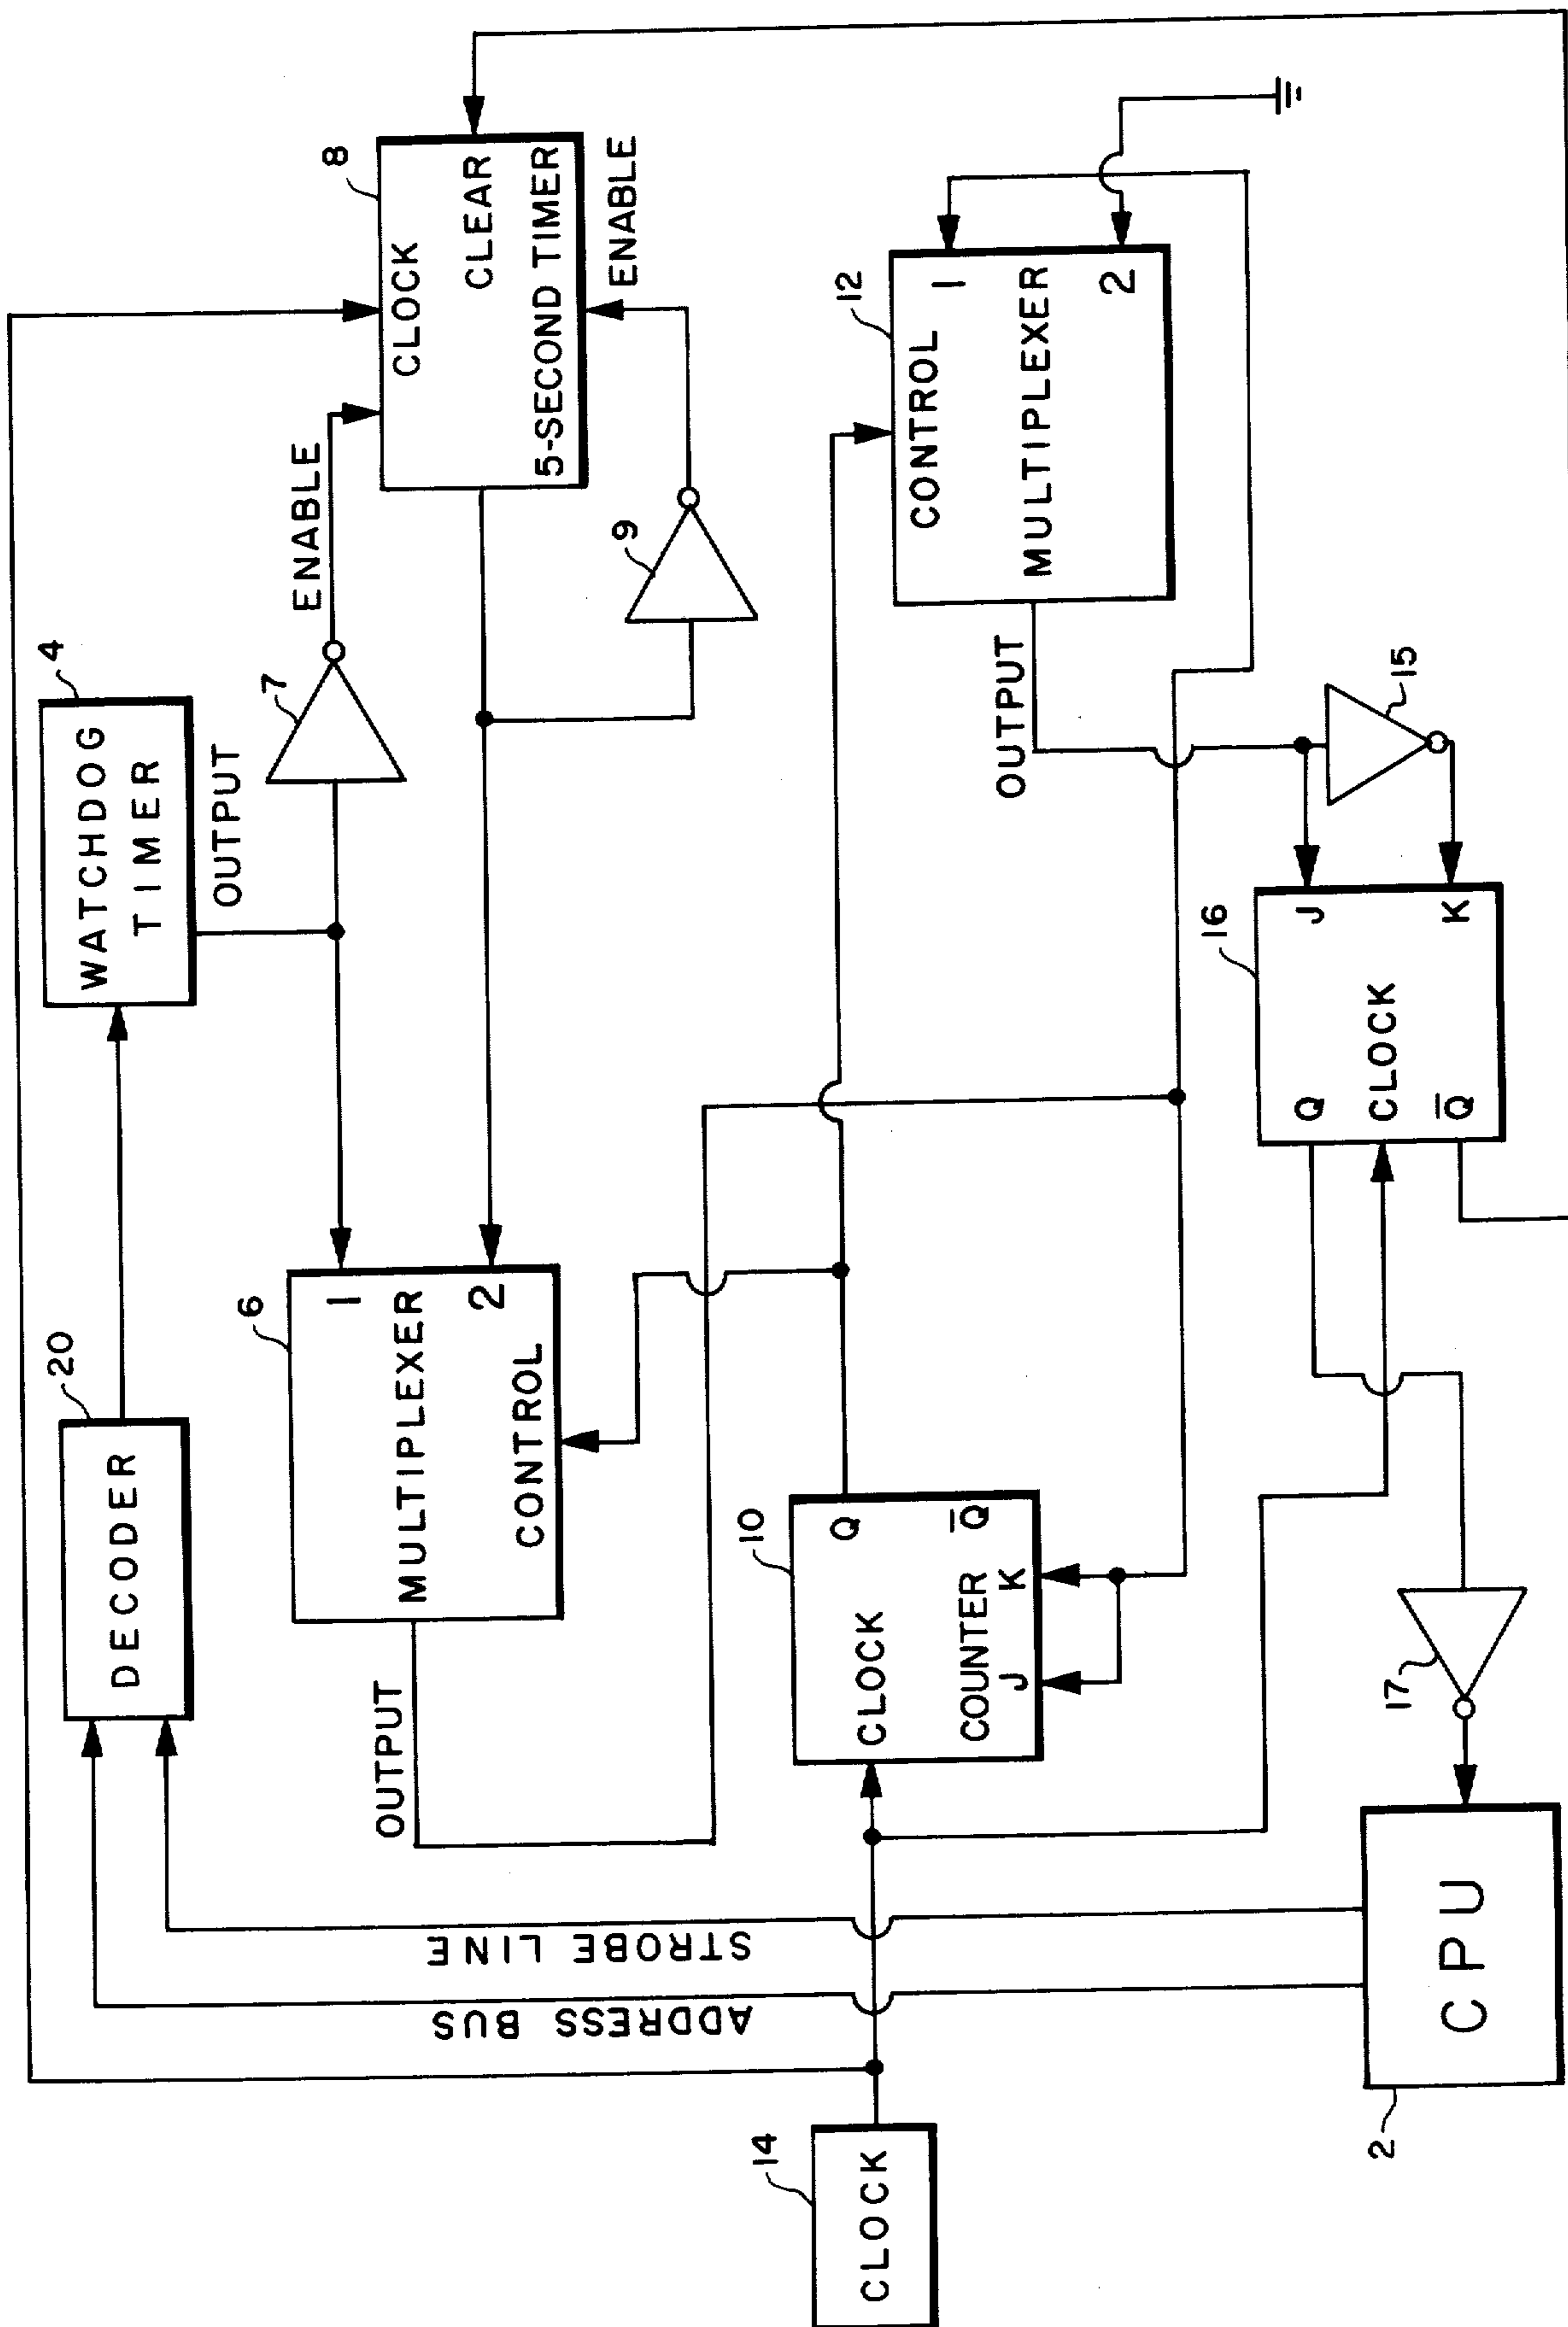 20
DECODER
4
WATCHDOG
TIMER
OUTPUT
7
ENABLE
8
CLOCK
CLEAR
5-SECOND TIMER
ENABLE
9
6
1
MULTIPLEXER
2
CONTROL
OUTPUT
STROBE LINE
ADDRESS BUS
14
CLOCK
10
CLOCK
Q
COUNTER
Q̅
J
K
12
CONTROL
1
MULTIPLEXER
2
OUTPUT
15
16
Q
J
CLOCK
Q̅
K
17
CPU
2